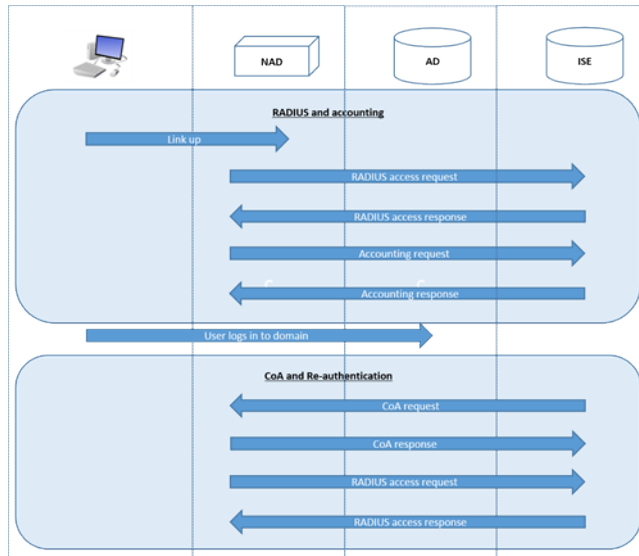 NAD
AD
ISE
RADIUS and accounting
Link up
RADIUS access request
RADIUS access response
Accounting request
Accounting response
User logs in to domain
CoA and Re-authentication
CoA request
CoA response
RADIUS access request
RADIUS access response